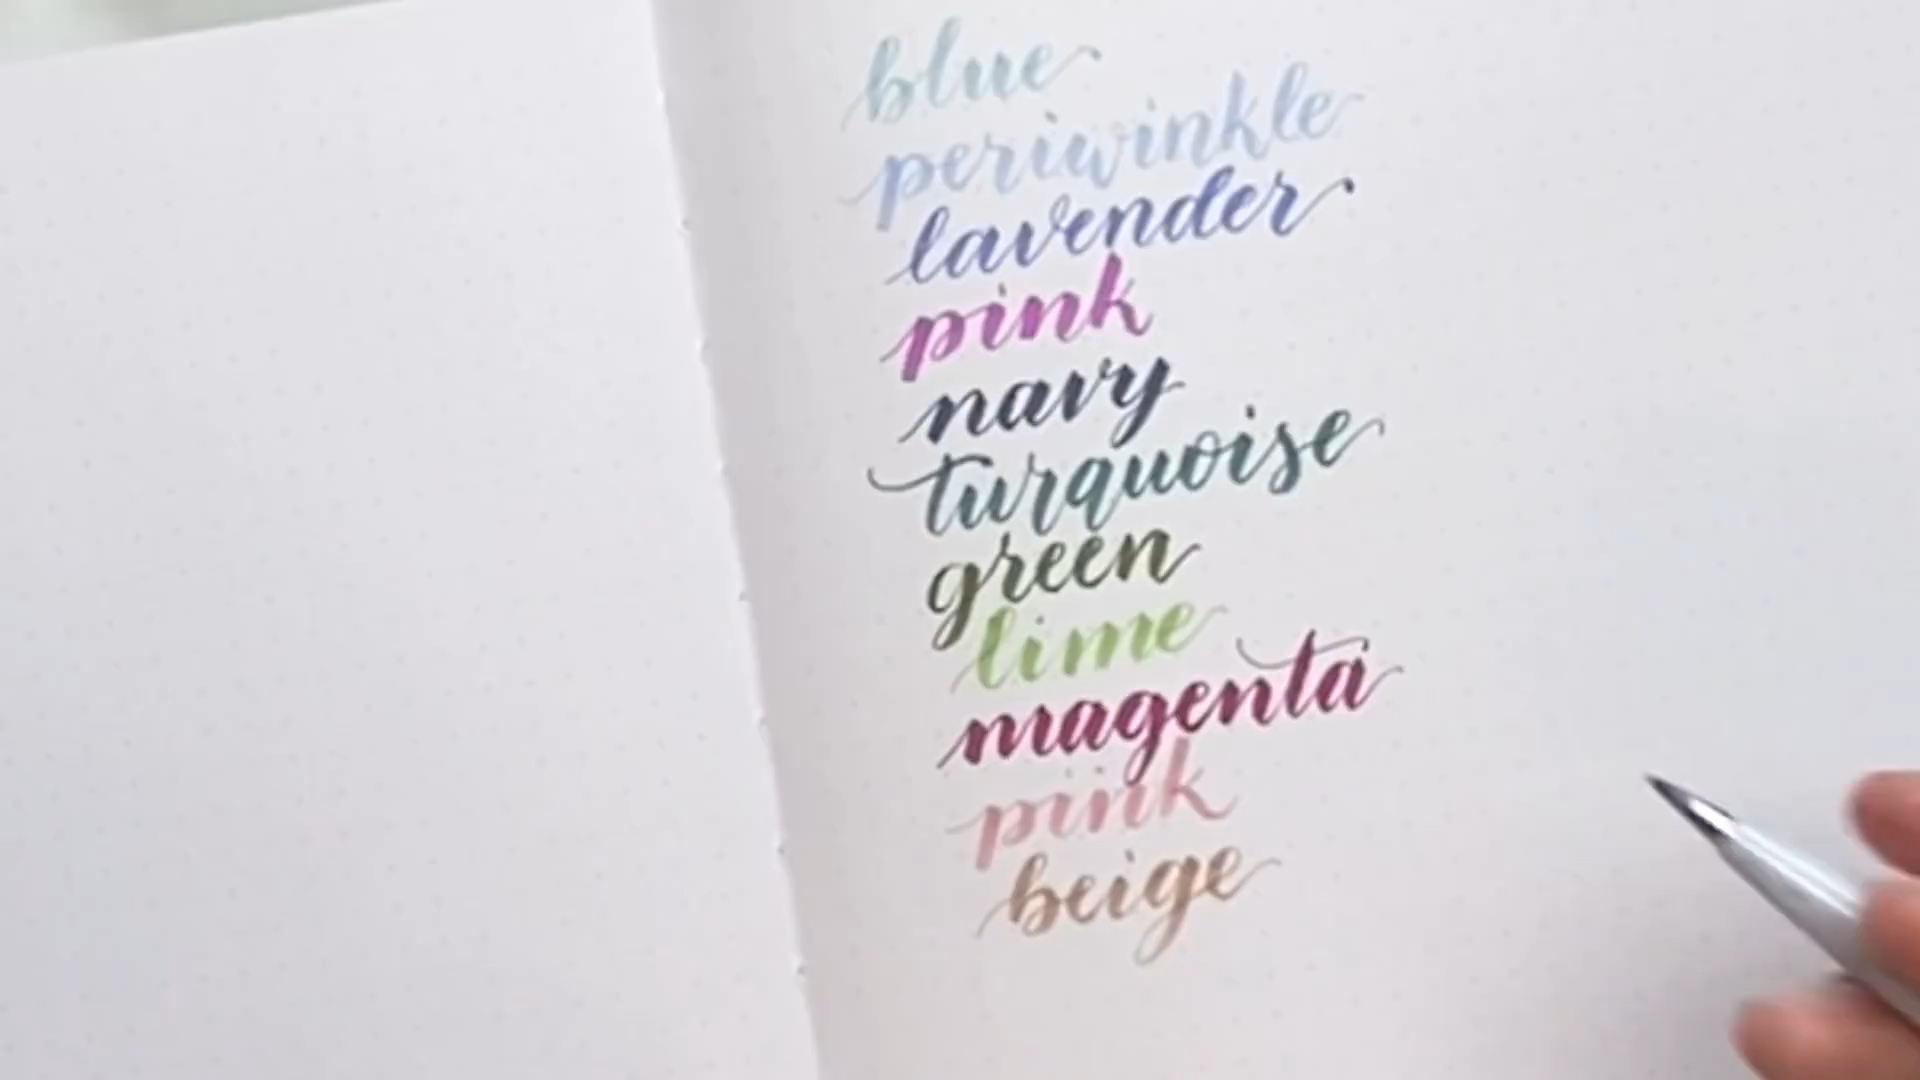 blue
periwinkle
lavender
pink
navy
turquoise
green
lime
magenta
pink
beige